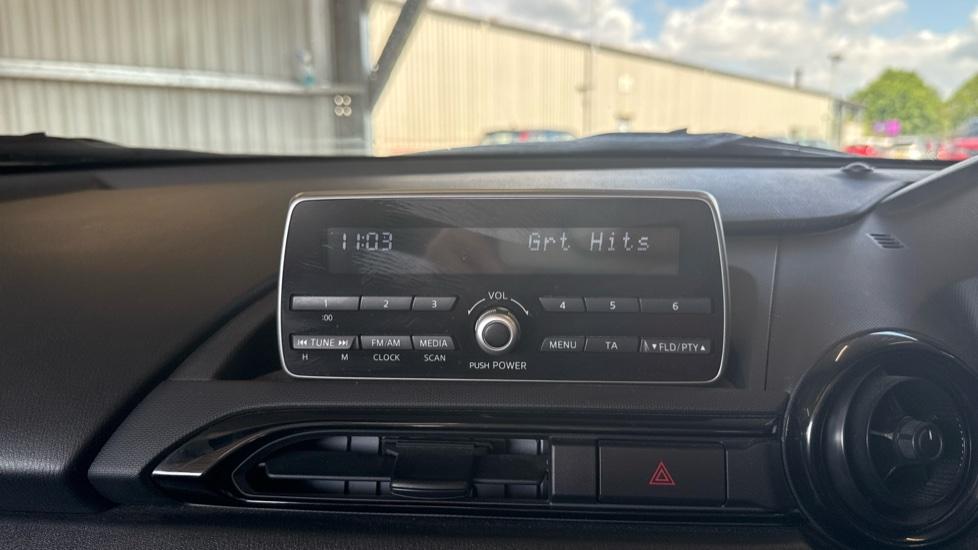 11:03 Grt Hits
1 2 3 VOL 4 5 6
:00
⏮ TUNE ⏭ FM/AM MEDIA MENU TA ▼FLD/PTY▲
H M CLOCK SCAN PUSH POWER